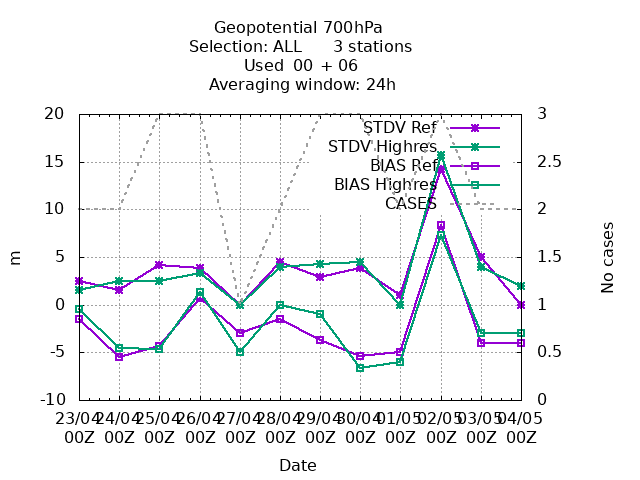 Geopotential 700hPa
Selection: ALL 3 stations
Used 00 + 06
Averaging window: 24h
20 3
STDV Ref
STDV Highres
15 2.5
BIAS Ref
BIAS Highres
CASES
10 2
5 1.5
0 1
-5 0.5
-10 0
m
No cases
23/04 24/04 25/04 26/04 27/04 28/04 29/04 30/04 01/05 02/05 03/05 04/05
00Z 00Z 00Z 00Z 00Z 00Z 00Z 00Z 00Z 00Z 00Z 00Z
Date